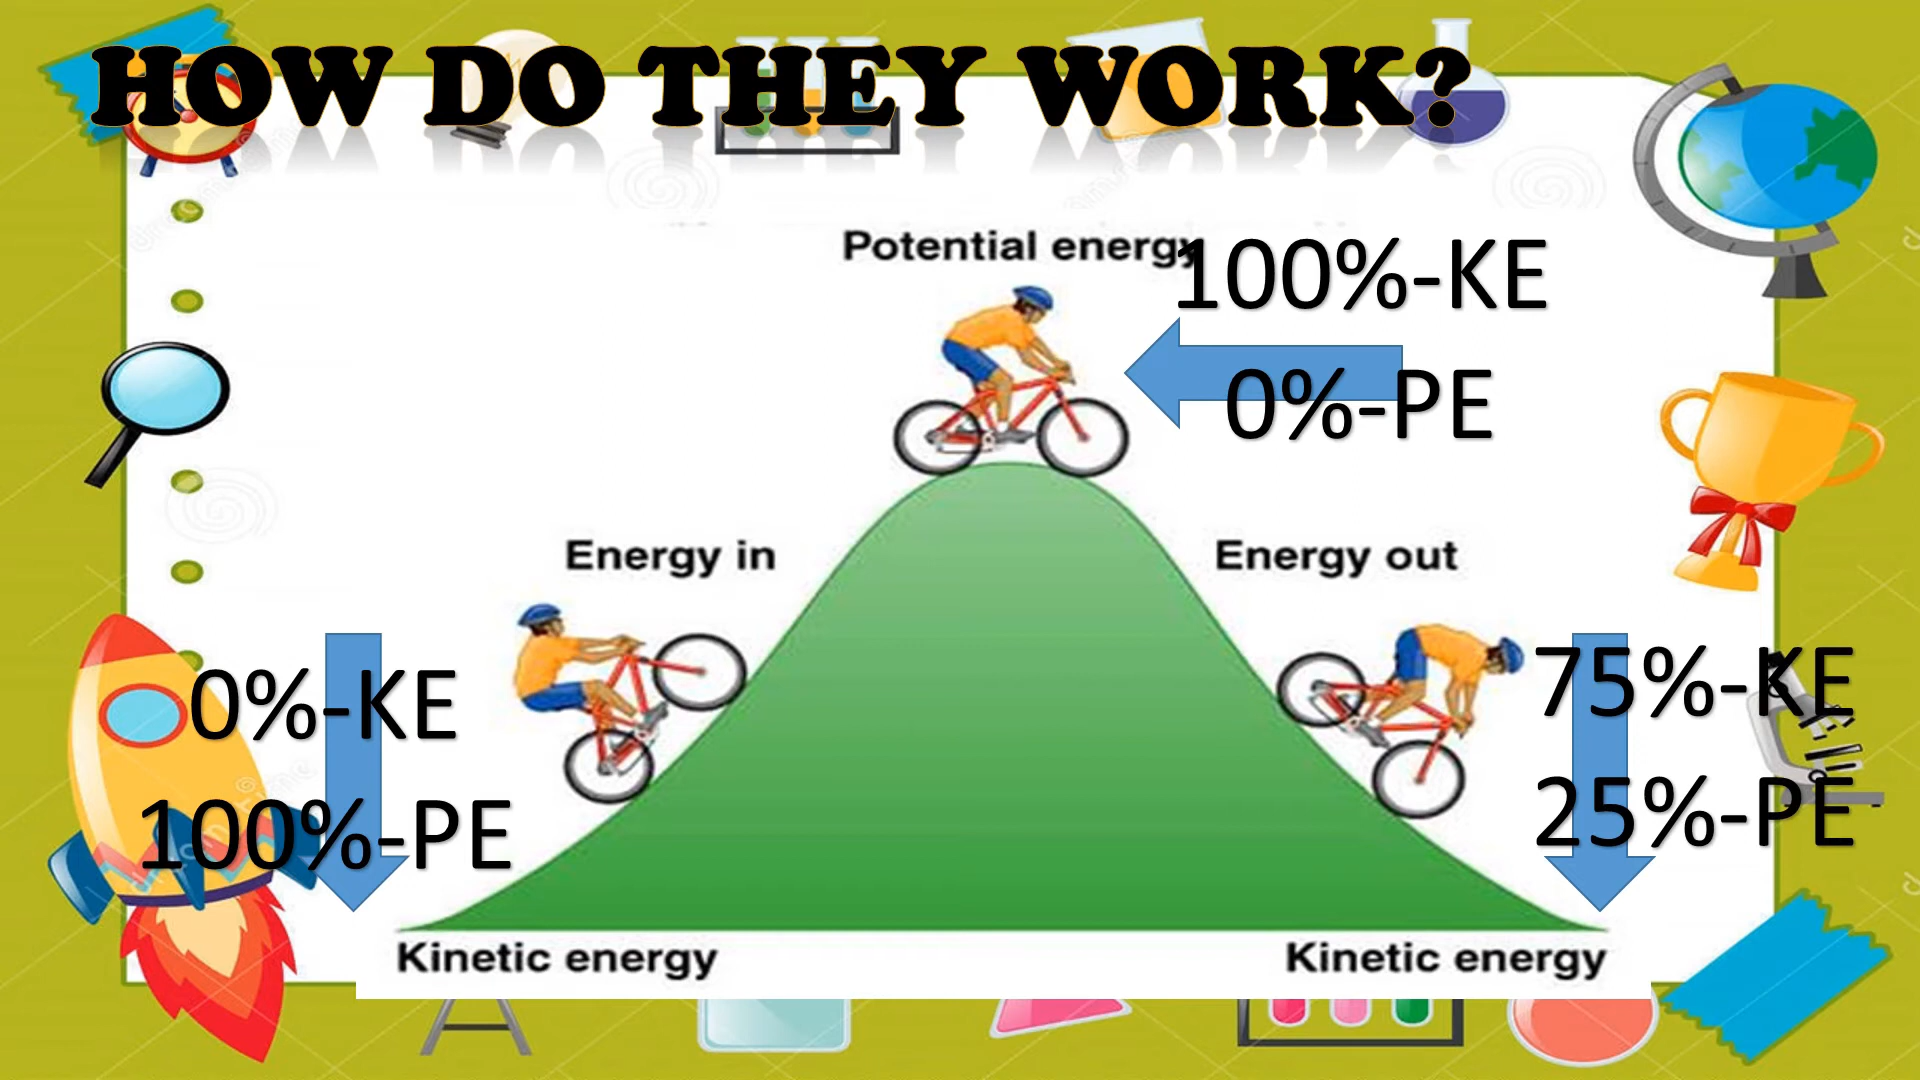 HOW DO THEY WORK?
Potential energy
100%-KE
0%-PE
Energy in
Energy out
0%-KE
100%-PE
75%-KE
25%-PE
Kinetic energy
Kinetic energy